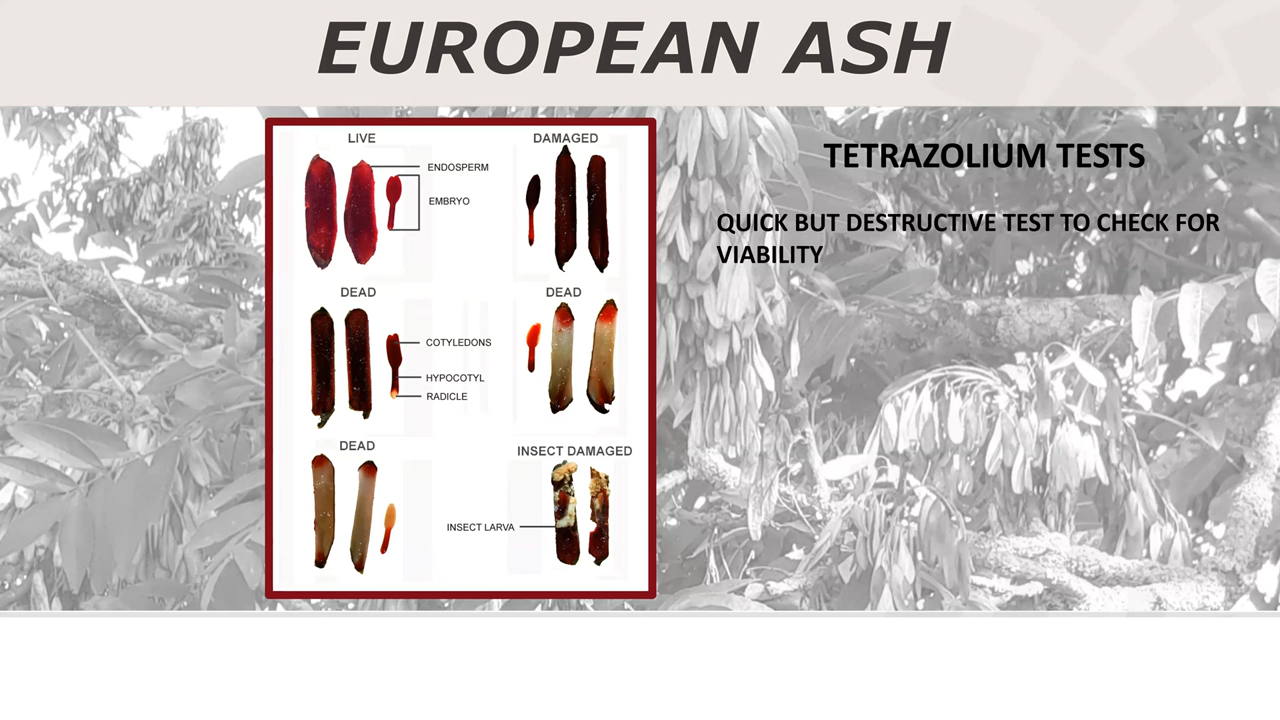 EUROPEAN ASH
LIVE
ENDOSPERM
EMBRYO
DAMAGED
DEAD
COTYLEDONS
HYPOCOTYL
RADICLE
DEAD
DEAD
INSECT DAMAGED
INSECT LARVA
TETRAZOLIUM TESTS
QUICK BUT DESTRUCTIVE TEST TO CHECK FOR
VIABILITY